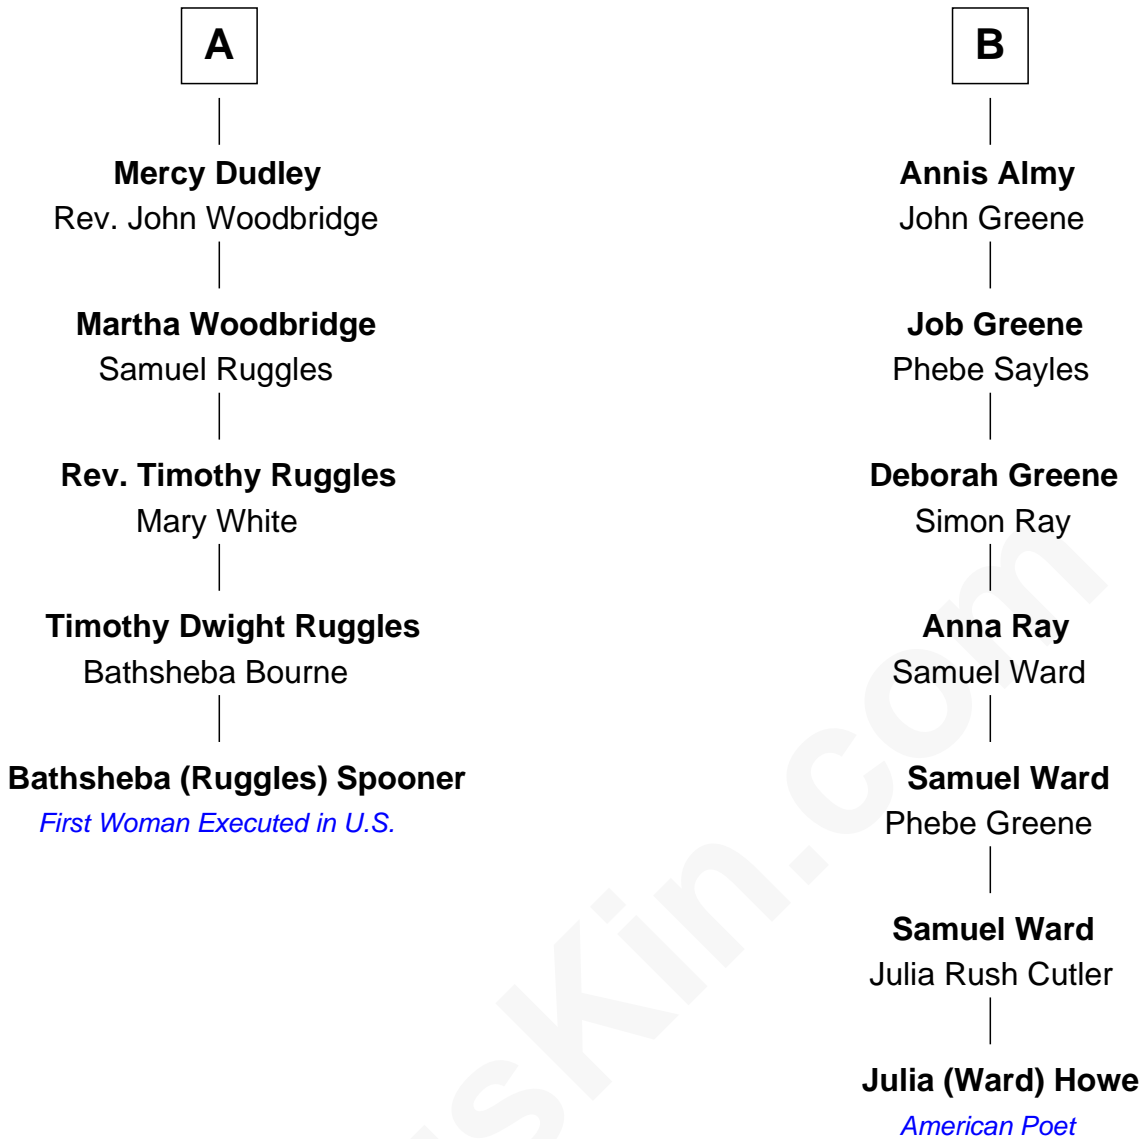 A
Mercy Dudley
Rev. John Woodbridge
Martha Woodbridge
Samuel Ruggles
Rev. Timothy Ruggles
Mary White
Timothy Dwight Ruggles
Bathsheba Bourne
Bathsheba (Ruggles) Spooner
First Woman Executed in U.S.
B
Annis Almy
John Greene
Job Greene
Phebe Sayles
Deborah Greene
Simon Ray
Anna Ray
Samuel Ward
Samuel Ward
Phebe Greene
Samuel Ward
Julia Rush Cutler
Julia (Ward) Howe
American Poet